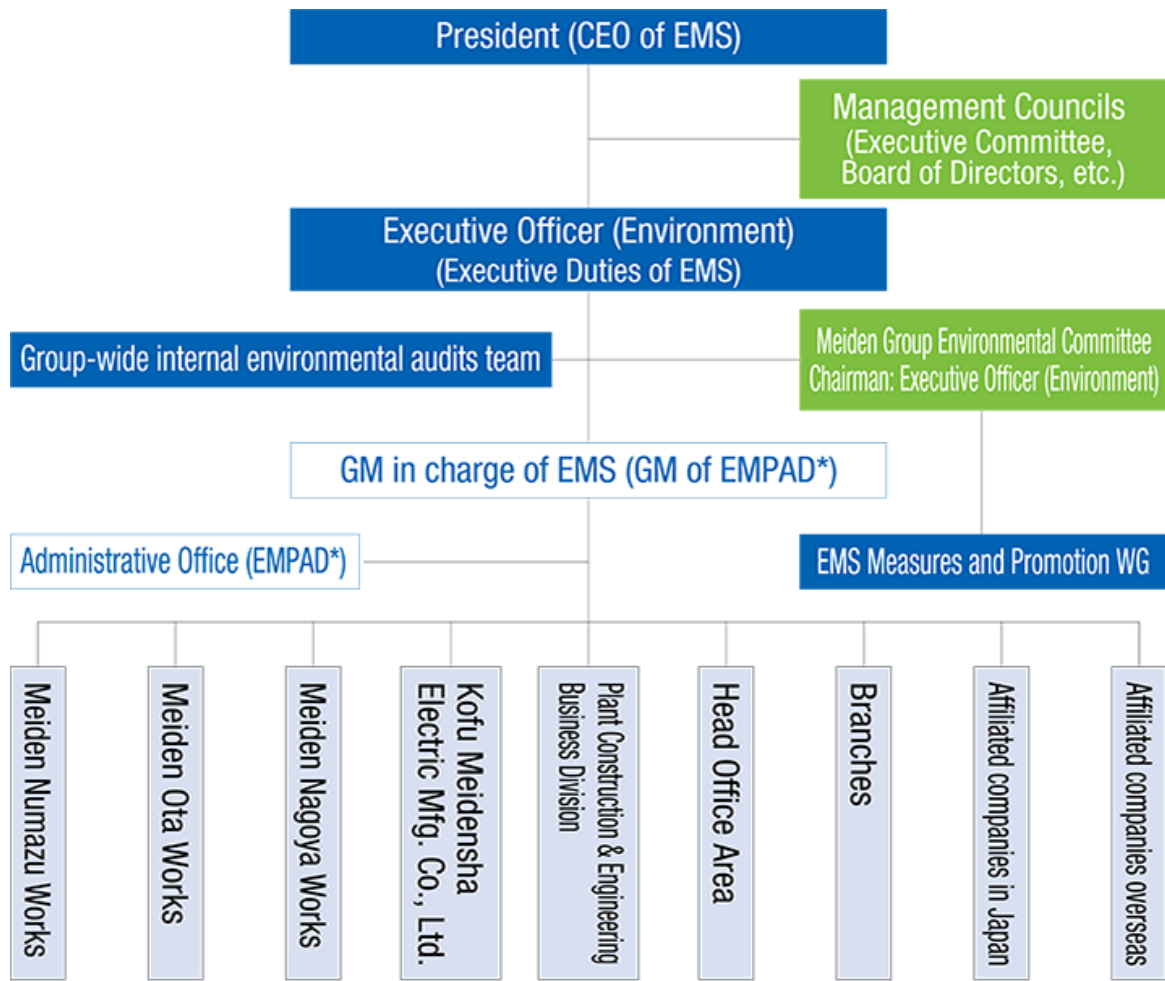 President (CEO of EMS)
Management Councils
(Executive Committee,
Board of Directors, etc.)
Executive Officer (Environment)
(Executive Duties of EMS)
Group-wide internal environmental audits team
Meiden Group Environmental Committee
Chairman: Executive Officer (Environment)
GM in charge of EMS (GM of EMPAD*)
Administrative Office (EMPAD*)
EMS Measures and Promotion WG
Meiden Numazu Works
Meiden Ota Works
Meiden Nagoya Works
Kofu Meidensha
Electric Mfg. Co., Ltd.
Plant Construction & Engineering
Business Division
Head Office Area
Branches
Affiliated companies in Japan
Affiliated companies overseas